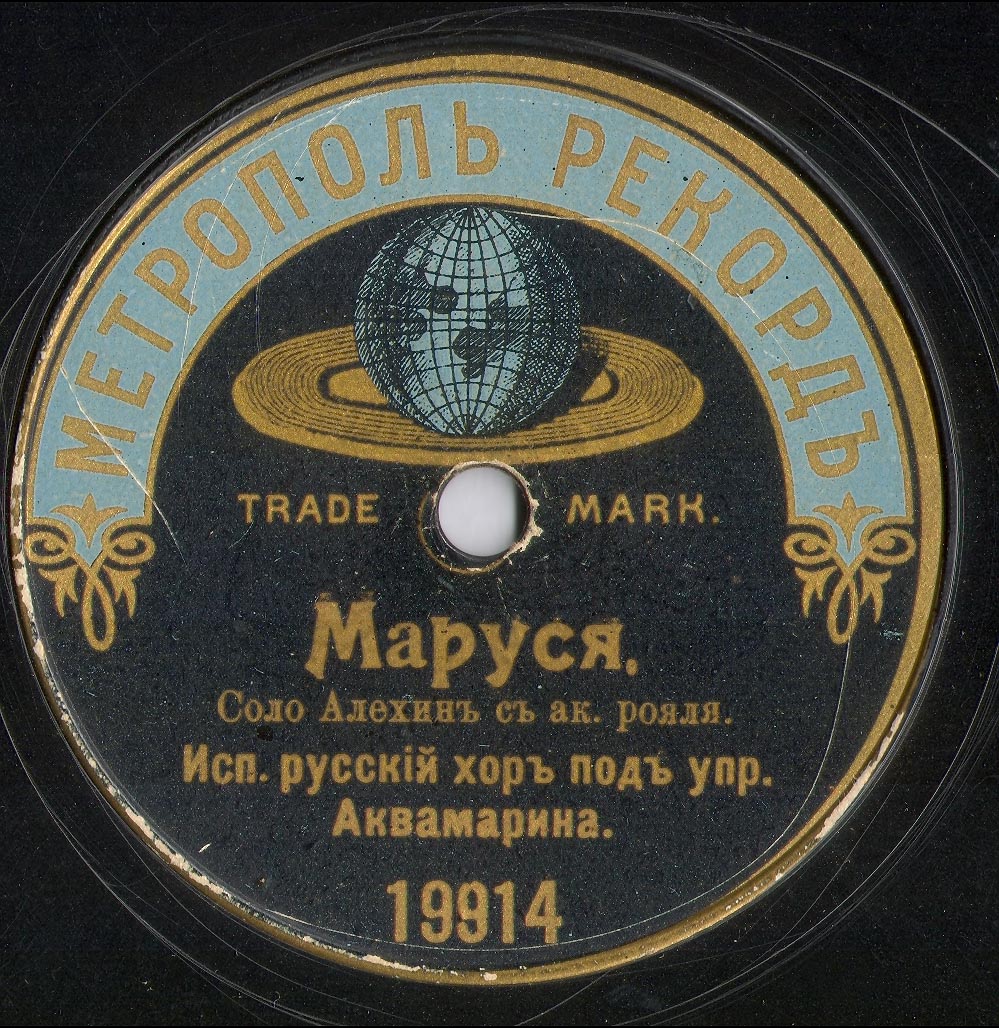 МЕТРОПОЛЬ РЕКОРДЪ
TRADE MARK.
Маруся.
Соло Алехинъ съ ак. рояля.
Исп. русскій хоръ подъ упр.
Аквамарина.
19914